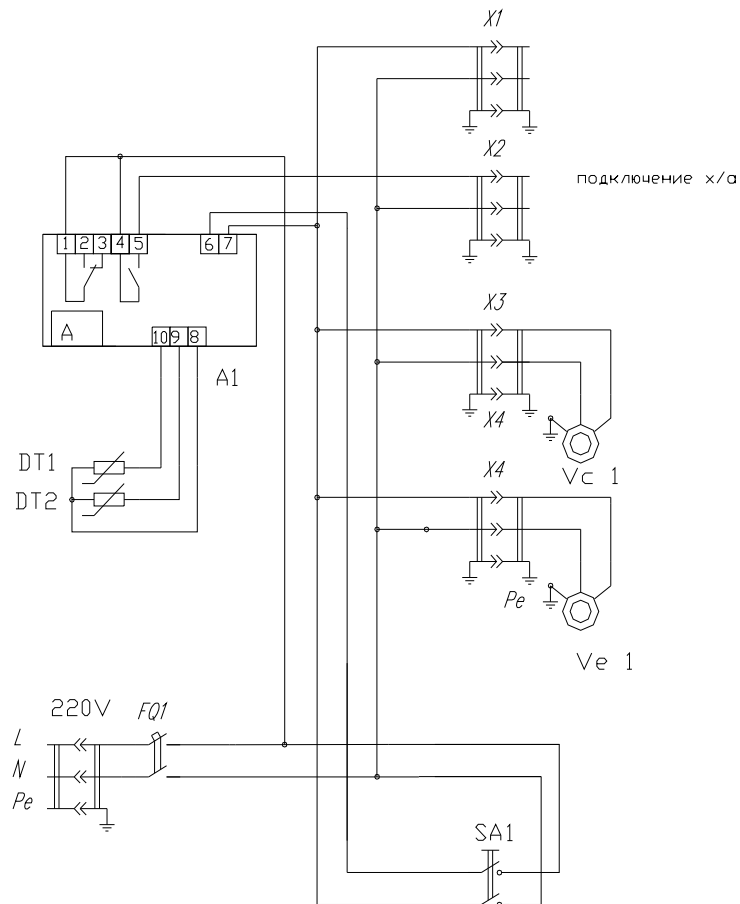 X1
X2
подключение х/а
1 2 3 4 5 6 7
A
10 9 8
A1
X3
X4
Vc 1
DT1
DT2
X4
Pe
Ve 1
220V
FQ1
L
N
Pe
SA1